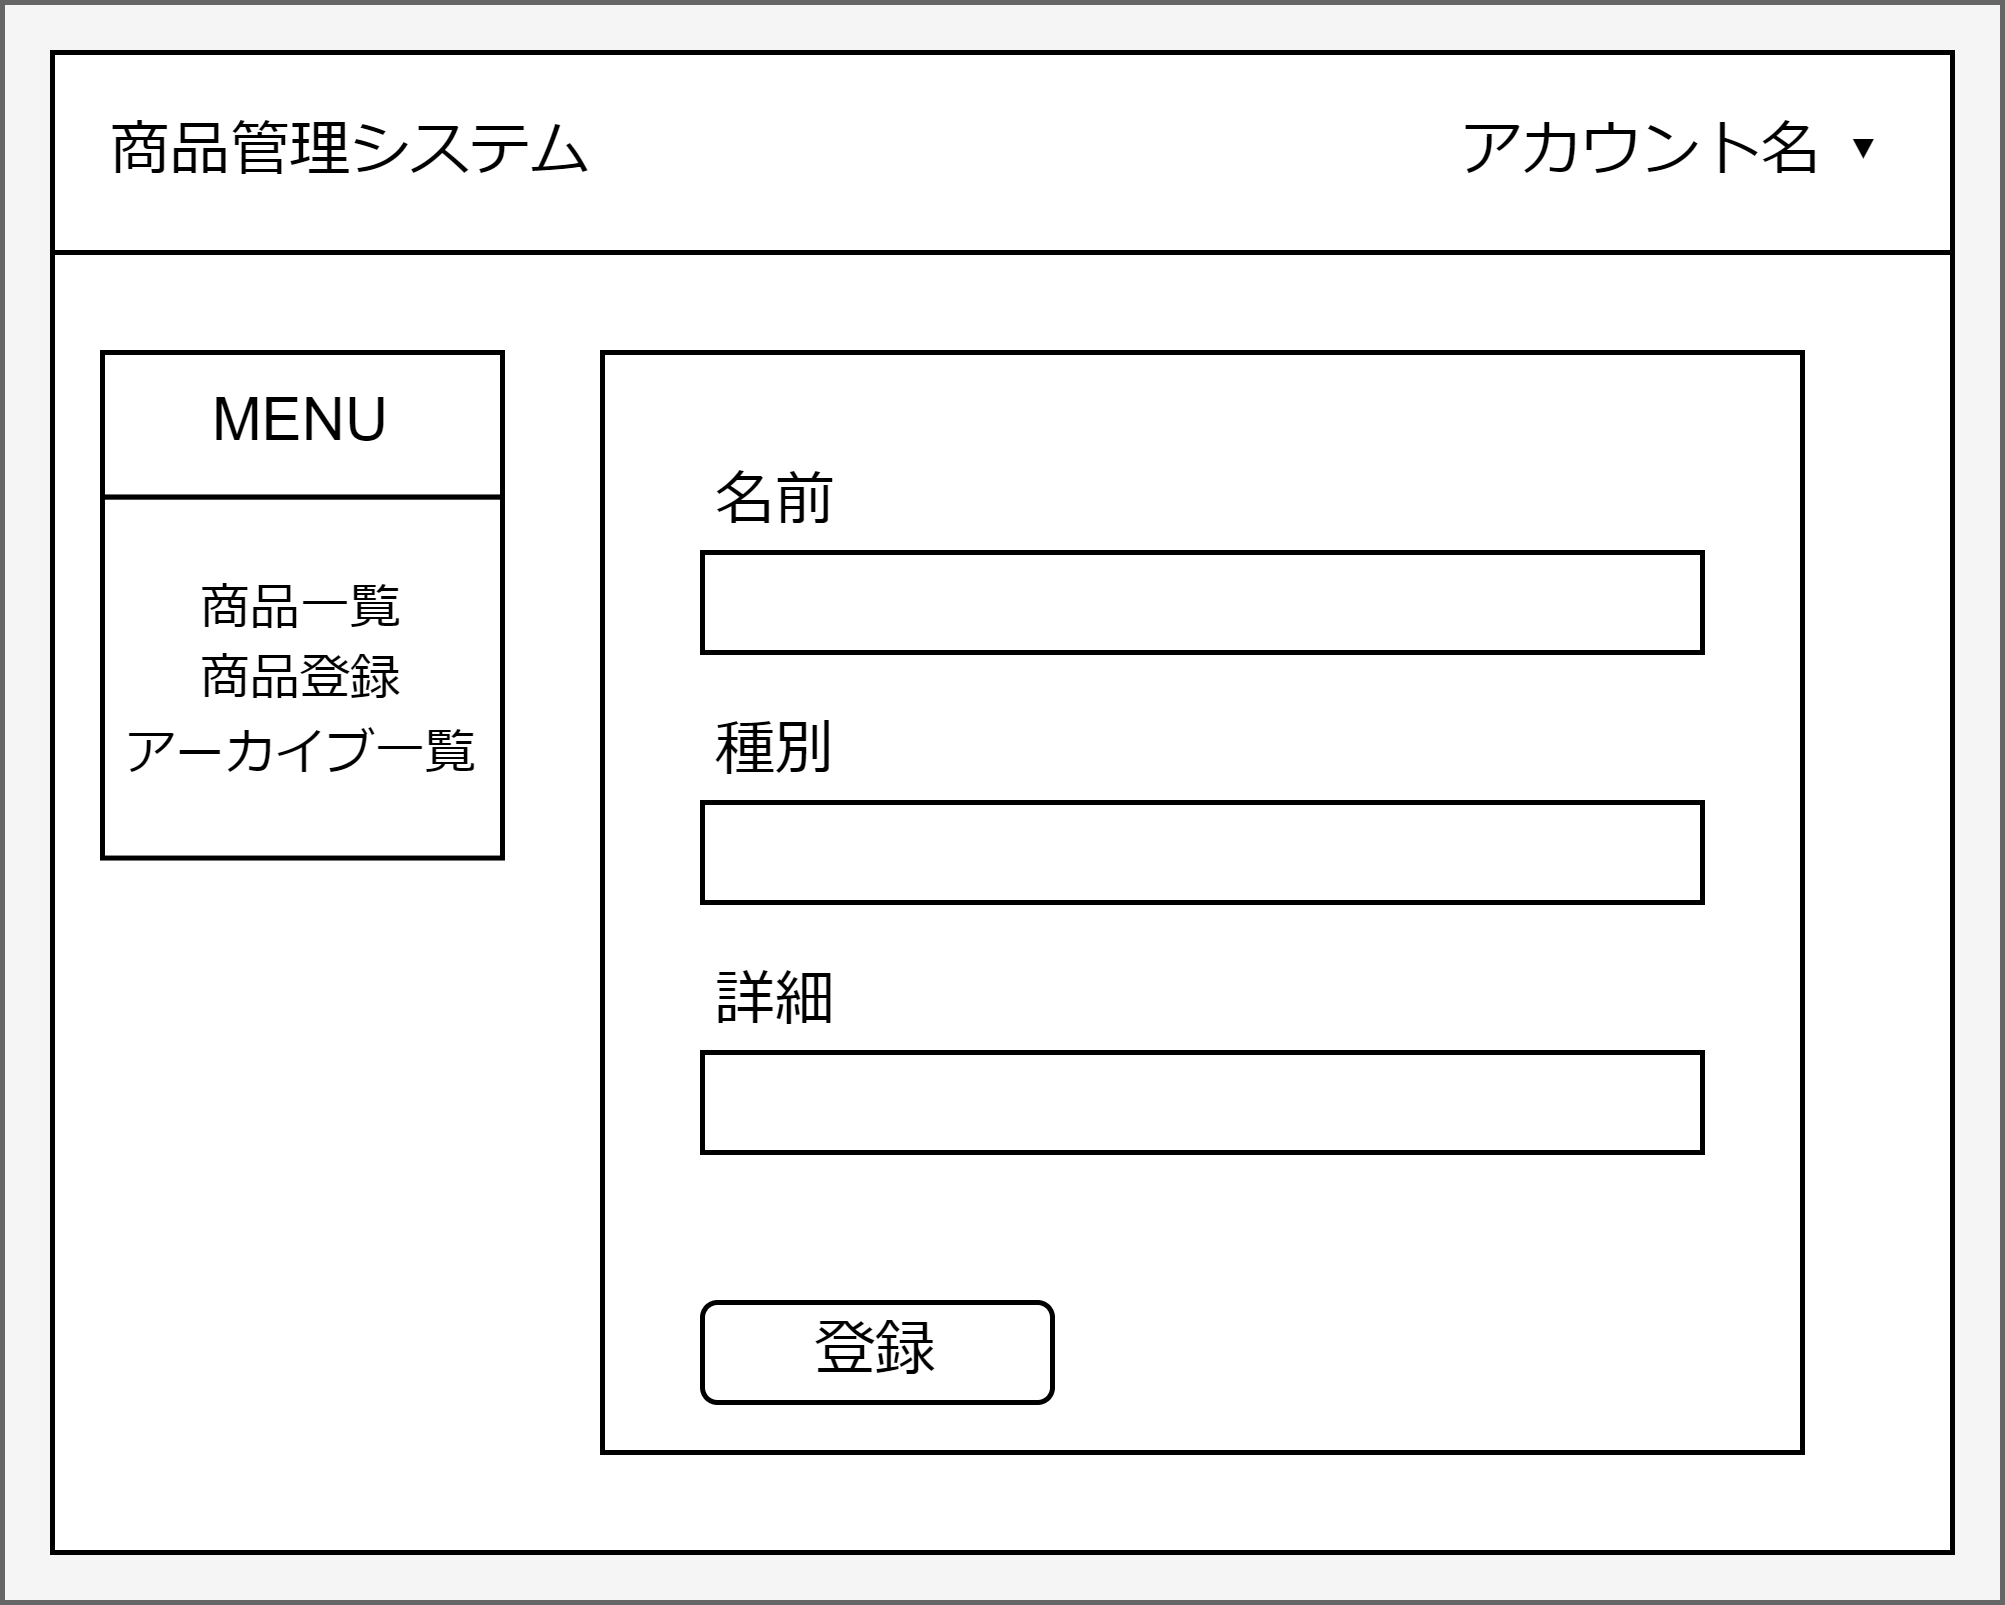 商品管理システム
アカウント名 ▼
MENU
商品一覧
商品登録
アーカイブ一覧
名前
種別
詳細
登録